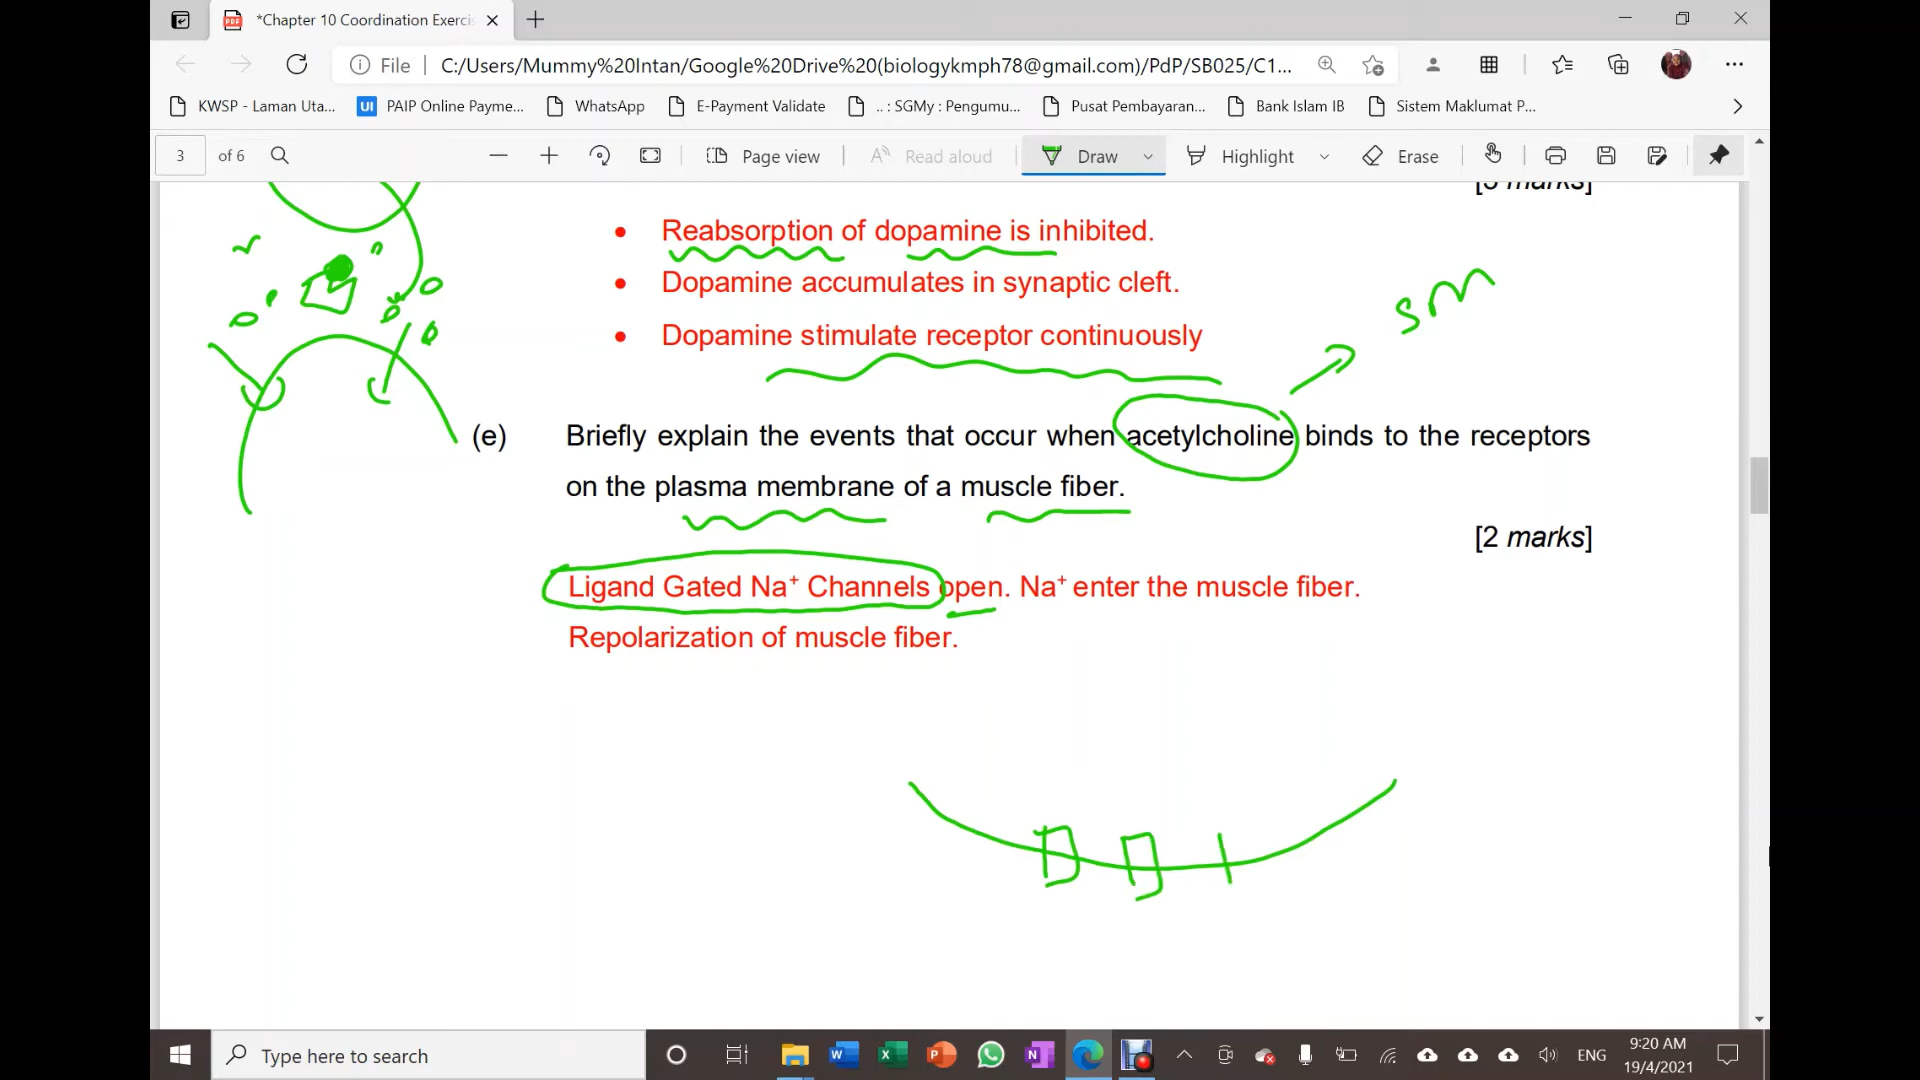 *Chapter 10 Coordination Exerci
File
C:/Users/Mummy%20Intan/Google%20Drive%20(biologykmph78@gmail.com)/PdP/SB025/C1...
KWSP - Laman Uta...
UI PAIP Online Payme...
WhatsApp
E-Payment Validate
.. : SGMy : Pengumu...
Pusat Pembayaran...
Bank Islam IB
Sistem Maklumat P...
3 of 6
Page view
Read aloud
Draw
Highlight
Erase
marks]
• Reabsorption of dopamine is inhibited.
• Dopamine accumulates in synaptic cleft.
• Dopamine stimulate receptor continuously
sm
(e) Briefly explain the events that occur when acetylcholine binds to the receptors
on the plasma membrane of a muscle fiber.
[2 marks]
Ligand Gated Na⁺ Channels open. Na⁺ enter the muscle fiber.
Repolarization of muscle fiber.
Type here to search
ENG
9:20 AM
19/4/2021